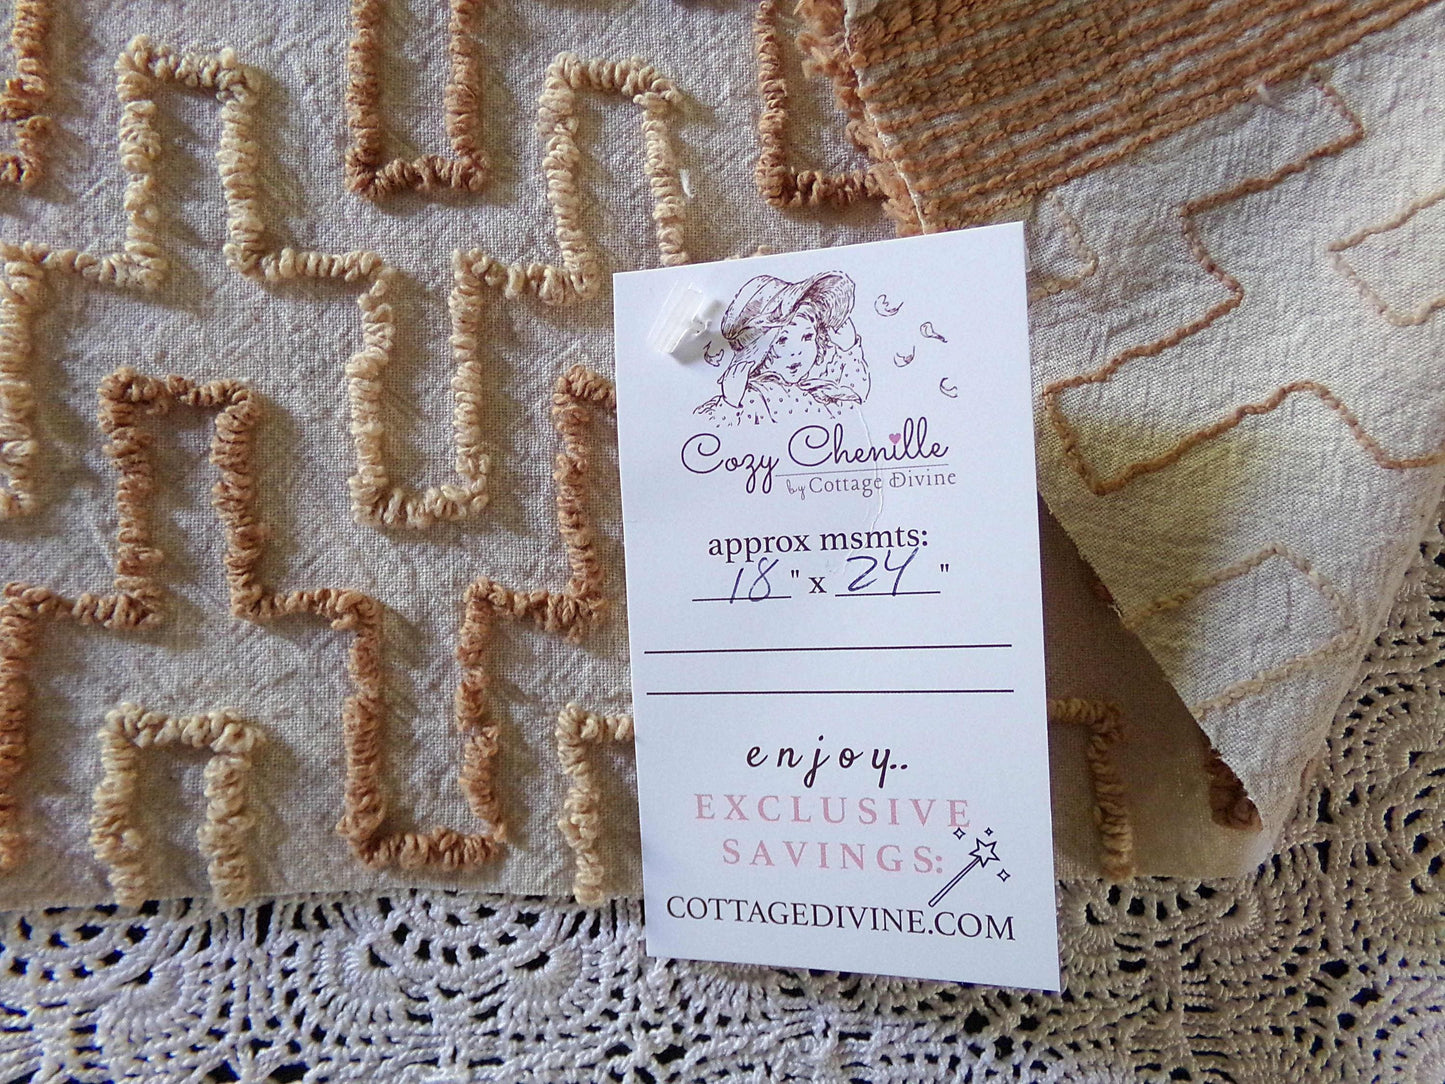 Cozy Chenille
by Cottage Divine
approx msmts:
18" x 24"
enjoy..
EXCLUSIVE
SAVINGS:
COTTAGEDIVINE.COM